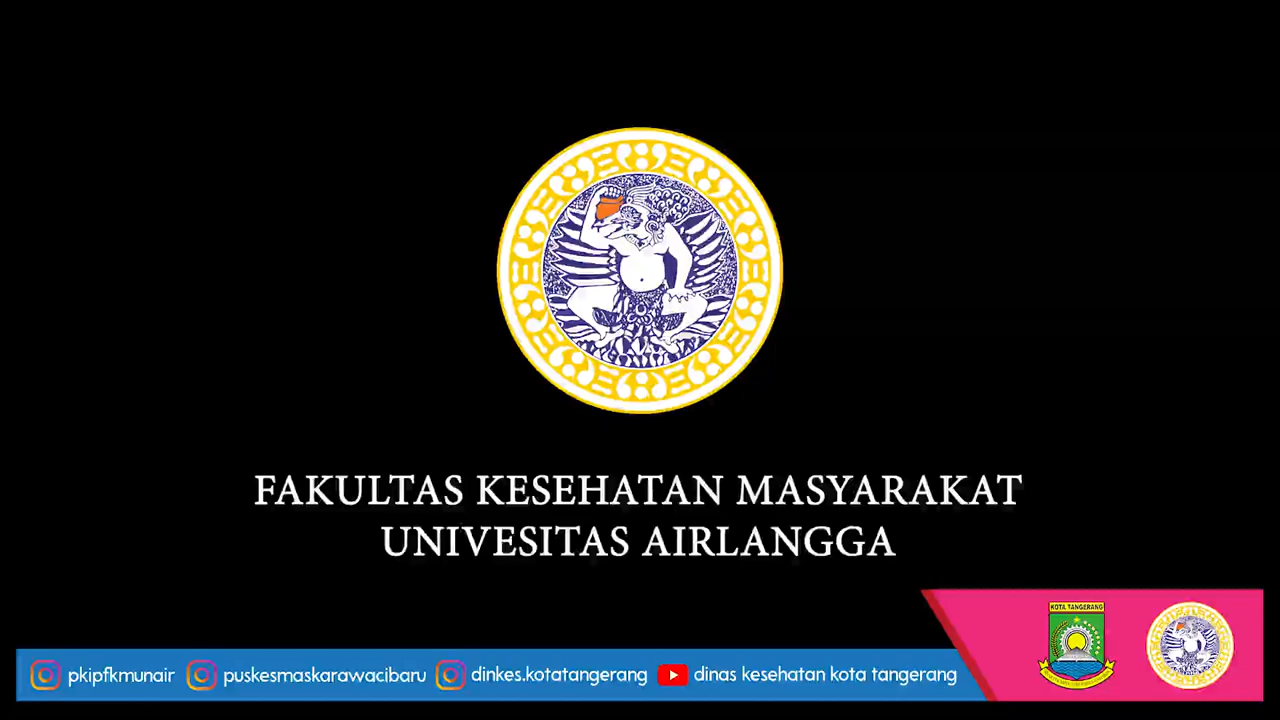 FAKULTAS KESEHATAN MASYARAKAT
UNIVESITAS AIRLANGGA
KOTA TANGERANG
pkipfkmunair puskesmaskarawacibaru dinkes.kotatangerang dinas kesehatan kota tangerang